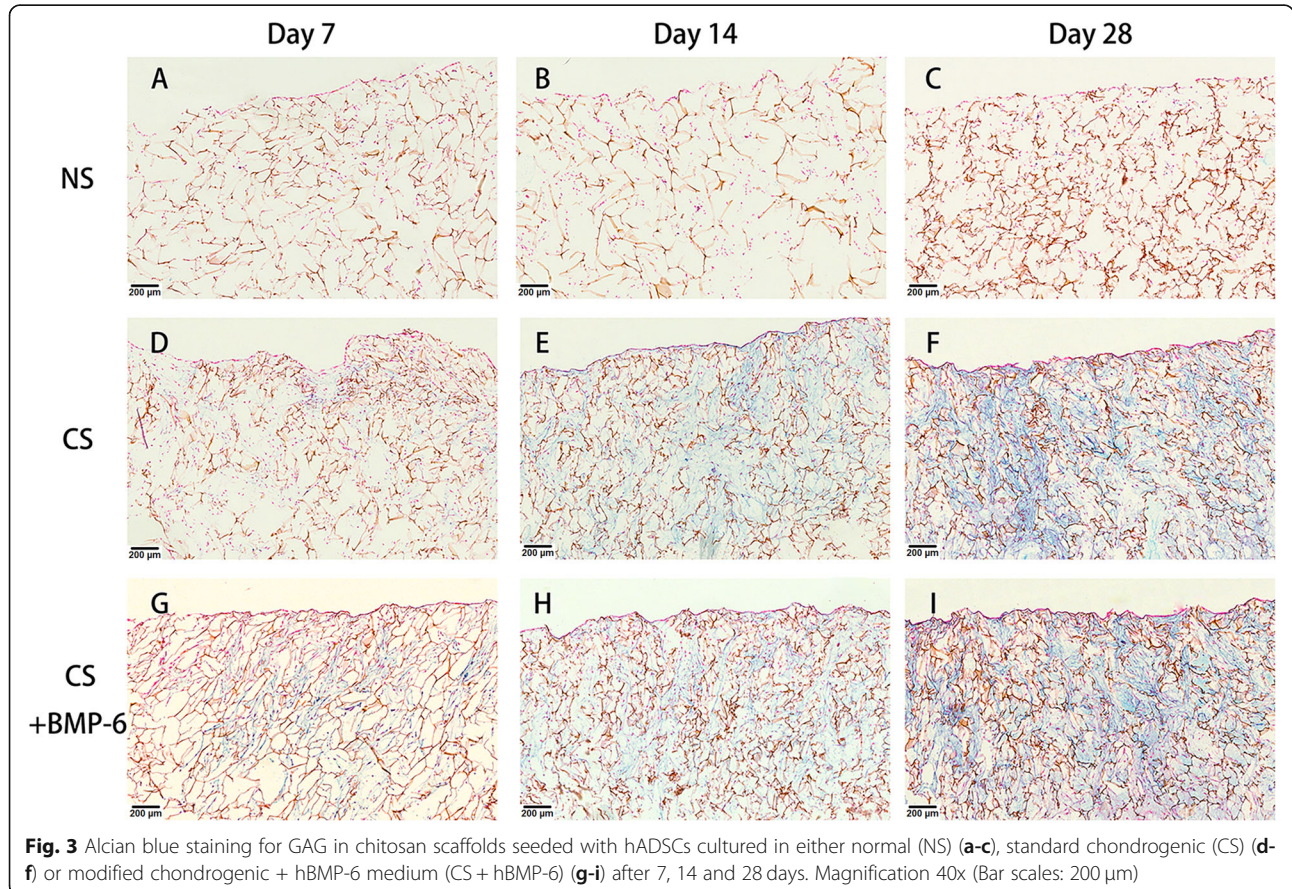 Day 7 Day 14 Day 28
NS
A
200 µm
B
200 µm
C
200 µm
CS
D
200 µm
E
200 µm
F
200 µm
CS
+BMP-6
G
200 µm
H
200 µm
I
200 µm
Fig. 3 Alcian blue staining for GAG in chitosan scaffolds seeded with hADSCs cultured in either normal (NS) (a-c), standard chondrogenic (CS) (d-
f) or modified chondrogenic + hBMP-6 medium (CS + hBMP-6) (g-i) after 7, 14 and 28 days. Magnification 40x (Bar scales: 200 µm)